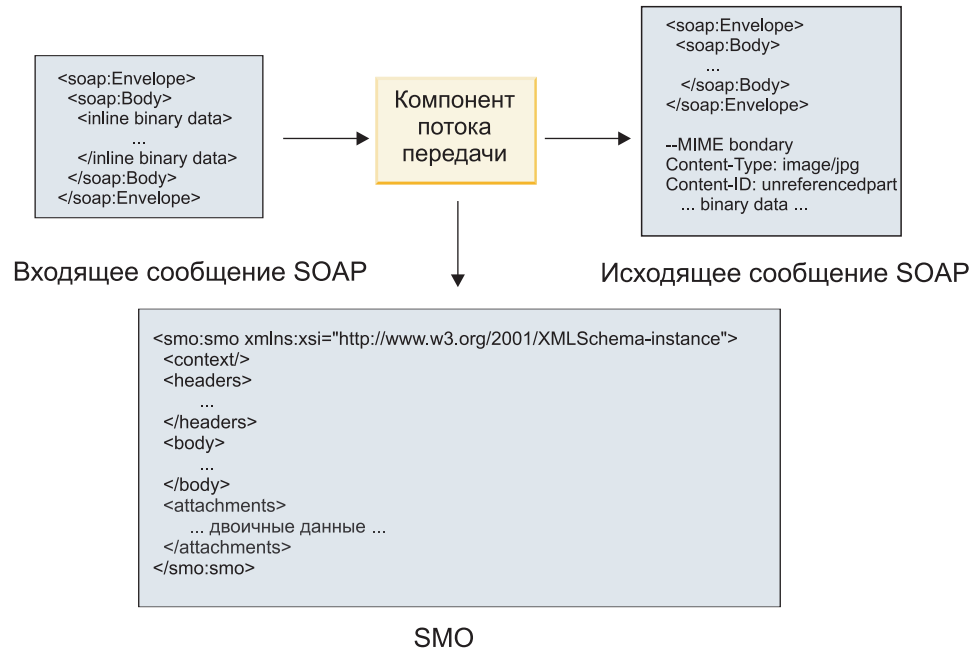 <soap:Envelope>
<soap:Body>
<inline binary data>
...
</inline binary data>
</soap:Body>
</soap:Envelope>
Входящее сообщение SOAP
Компонент
потока
передачи
<soap:Envelope>
<soap:Body>
...
</soap:Body>
</soap:Envelope>
--MIME bondary
Content-Type: image/jpg
Content-ID: unreferencedpart
... binary data ...
Исходящее сообщение SOAP
<smo:smo xmlns:xsi="http://www.w3.org/2001/XMLSchema-instance">
<context/>
<headers>
...
</headers>
<body>
...
</body>
<attachments>
... двоичные данные ...
</attachments>
</smo:smo>
SMO